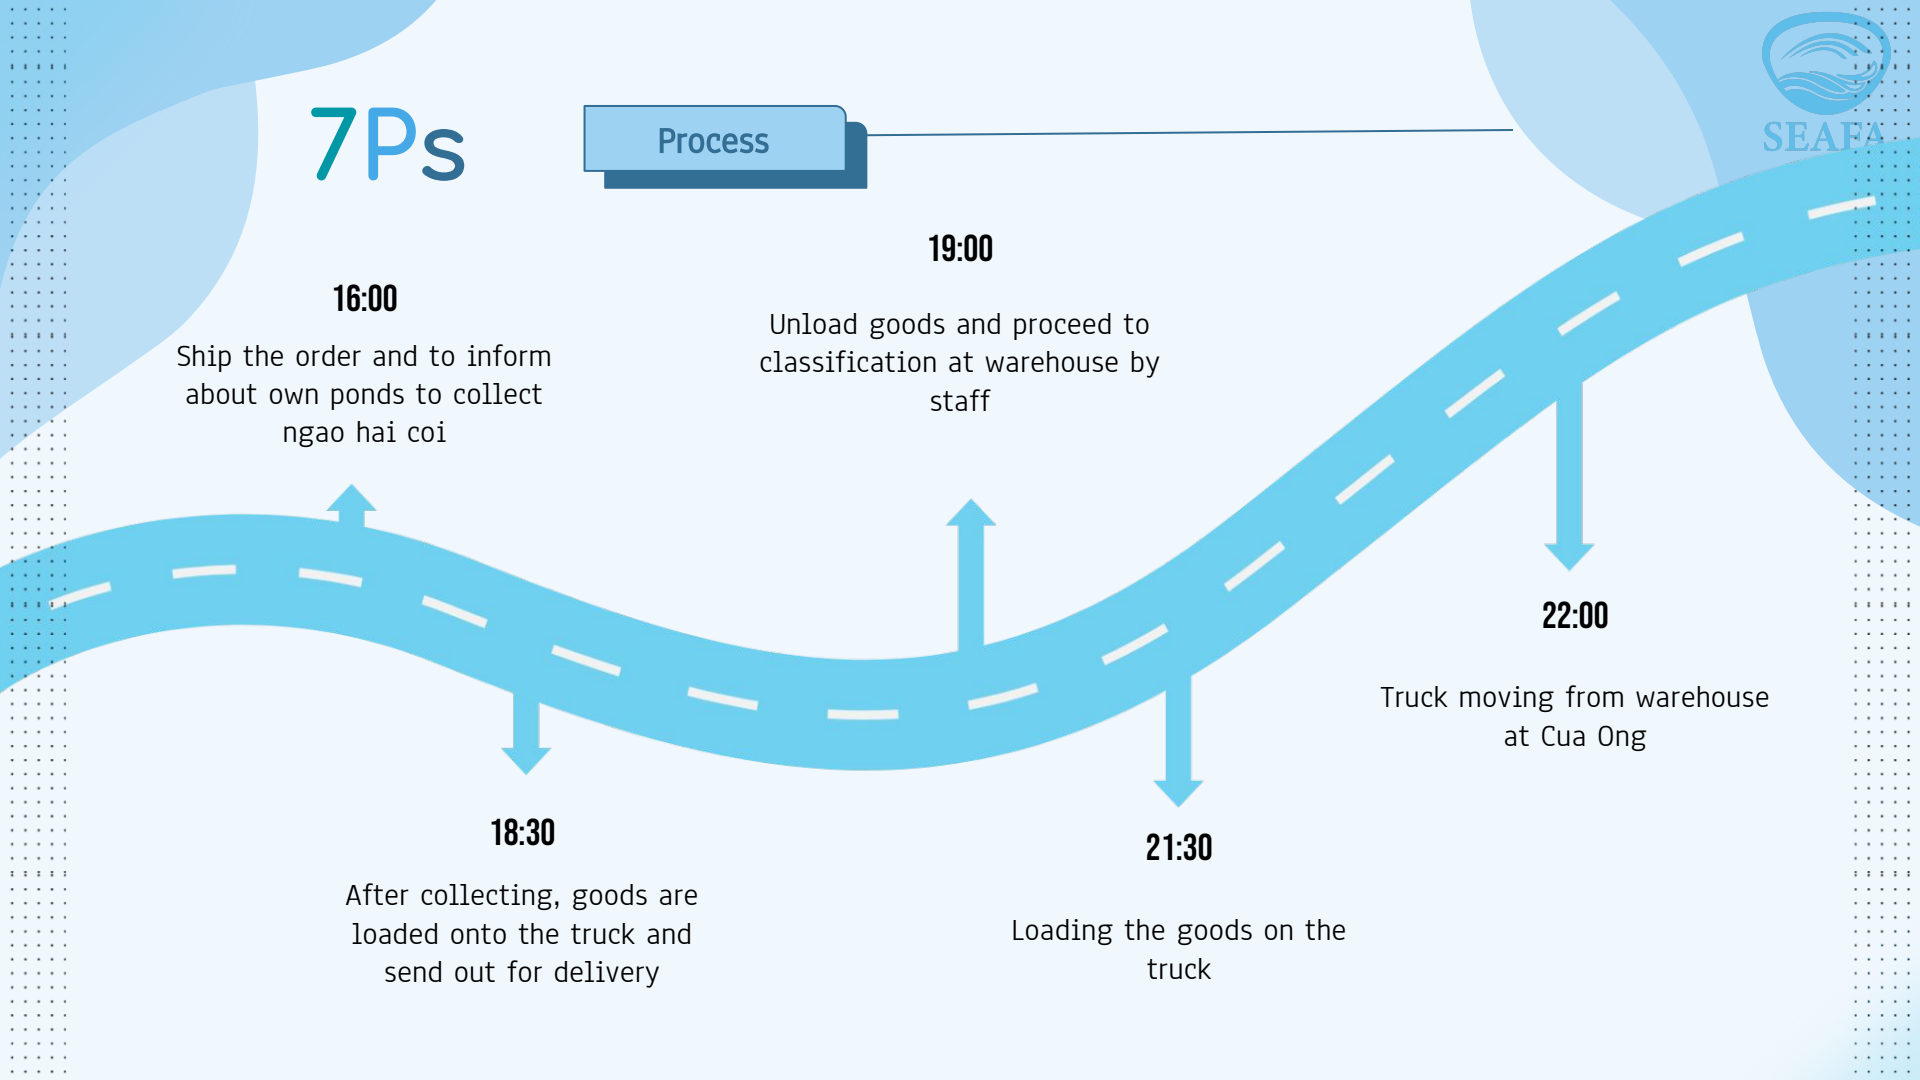 7Ps
Process
SEAFA
19:00
16:00
Unload goods and proceed to
classification at warehouse by
staff
Ship the order and to inform
about own ponds to collect
ngao hai coi
22:00
Truck moving from warehouse
at Cua Ong
18:30
After collecting, goods are
loaded onto the truck and
send out for delivery
21:30
Loading the goods on the
truck